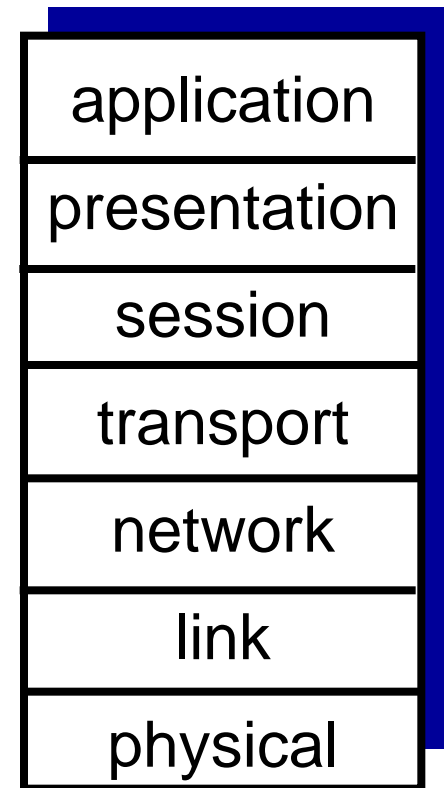 application
presentation
session
transport
network
link
physical